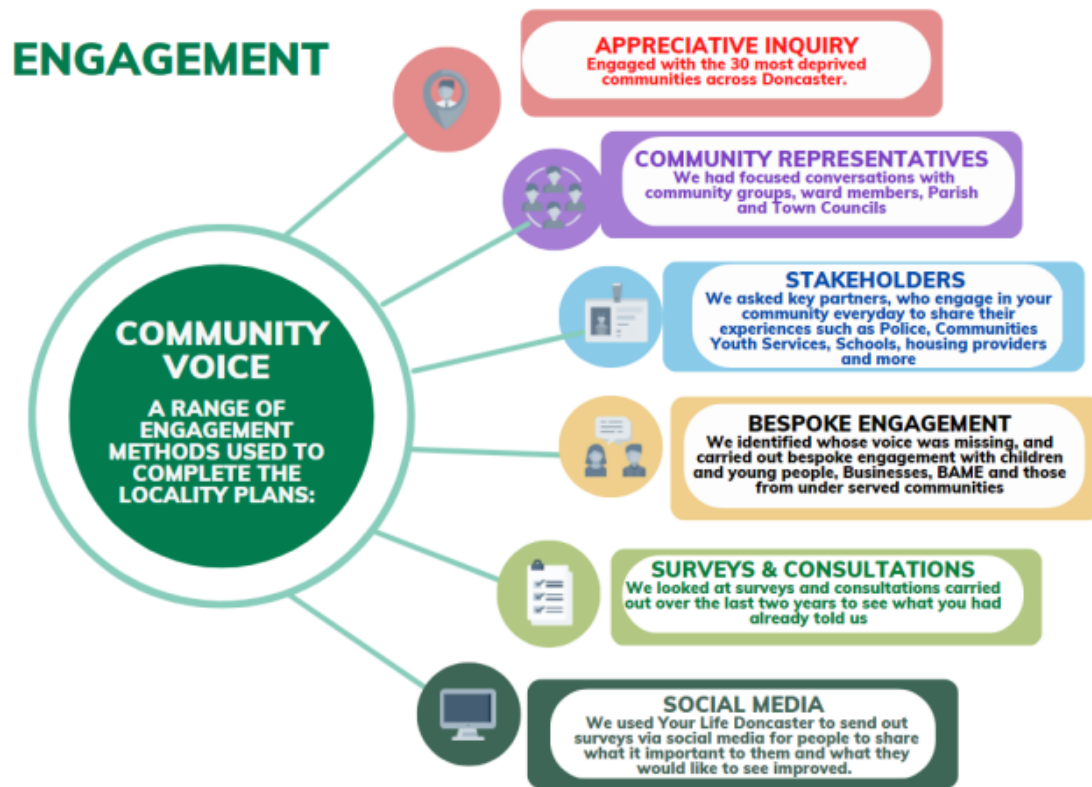 ENGAGEMENT
APPRECIATIVE INQUIRY
Engaged with the 30 most deprived
communities across Doncaster.
COMMUNITY REPRESENTATIVES
We had focused conversations with
community groups, ward members, Parish
and Town Councils
STAKEHOLDERS
We asked key partners, who engage in your
community everyday to share their
experiences such as Police, Communities
Youth Services, Schools, housing providers
and more
COMMUNITY
VOICE
A RANGE OF
ENGAGEMENT
METHODS USED TO
COMPLETE THE
LOCALITY PLANS:
BESPOKE ENGAGEMENT
We identified whose voice was missing, and
carried out bespoke engagement with children
and young people, Businesses, BAME and those
from under served communities
SURVEYS & CONSULTATIONS
We looked at surveys and consultations carried
out over the last two years to see what you had
already told us
SOCIAL MEDIA
We used Your Life Doncaster to send out
surveys via social media for people to share
what it important to them and what they
would like to see improved.